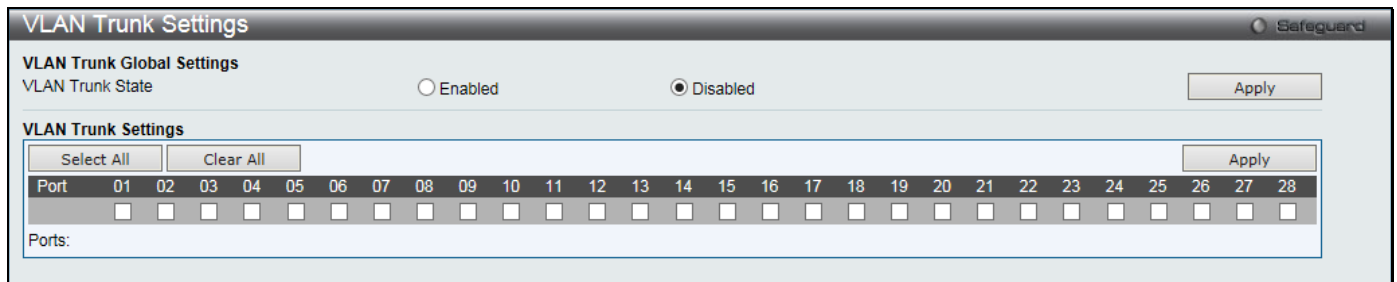 VLAN Trunk Settings Safeguard
VLAN Trunk Global Settings
VLAN Trunk State Enabled Disabled Apply
VLAN Trunk Settings
Select All Clear All Apply
Port 01 02 03 04 05 06 07 08 09 10 11 12 13 14 15 16 17 18 19 20 21 22 23 24 25 26 27 28
Ports: